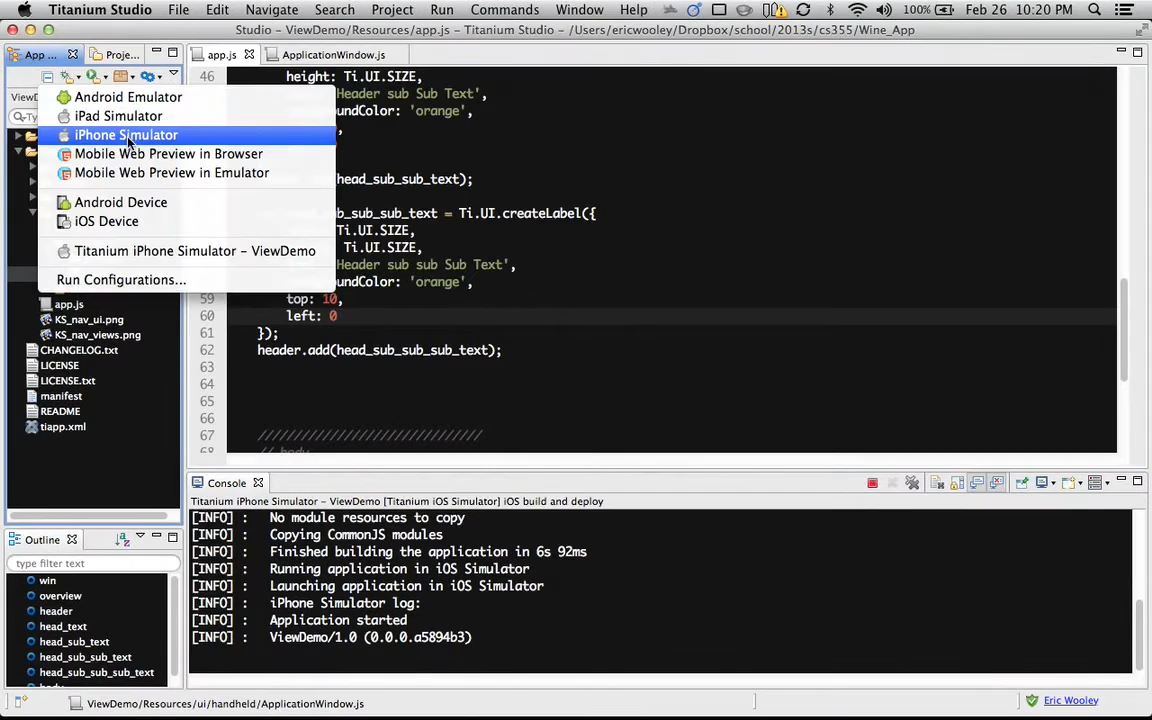 Titanium Studio File Edit Navigate Search Project Run Commands Window Help 100% Feb 26 10:20 PM
Studio – ViewDemo/Resources/app.js – Titanium Studio – /Users/ericwooley/Dropbox/school/2013s/cs355/Wine_App
App ... Proje...
app.js ApplicationWindow.js
46 height: Ti.UI.SIZE,
Header sub Sub Text',
oundColor: 'orange',
head_sub_sub_text);
b_sub_sub_text = Ti.UI.createLabel({
Ti.UI.SIZE,
Ti.UI.SIZE,
Header sub sub Sub Text',
oundColor: 'orange',
59 top: 10,
60 left: 0
61 });
62 header.add(head_sub_sub_sub_text);
63
64
65
66
67 ////////////////////////////////
68 // body
Android Emulator
iPad Simulator
iPhone Simulator
Mobile Web Preview in Browser
Mobile Web Preview in Emulator
Android Device
iOS Device
Titanium iPhone Simulator – ViewDemo
Run Configurations...
app.js
KS_nav_ui.png
KS_nav_views.png
CHANGELOG.txt
LICENSE
LICENSE.txt
manifest
README
tiapp.xml
Console
Titanium iPhone Simulator – ViewDemo [Titanium iOS Simulator] iOS build and deploy
[INFO] : No module resources to copy
[INFO] : Copying CommonJS modules
[INFO] : Finished building the application in 6s 92ms
[INFO] : Running application in iOS Simulator
[INFO] : Launching application in iOS Simulator
[INFO] : iPhone Simulator log:
[INFO] : Application started
[INFO] : ViewDemo/1.0 (0.0.0.a5894b3)
Outline
type filter text
win
overview
header
head_text
head_sub_text
head_sub_sub_text
head_sub_sub_sub_text
ViewDemo/Resources/ui/handheld/ApplicationWindow.js
Eric Wooley